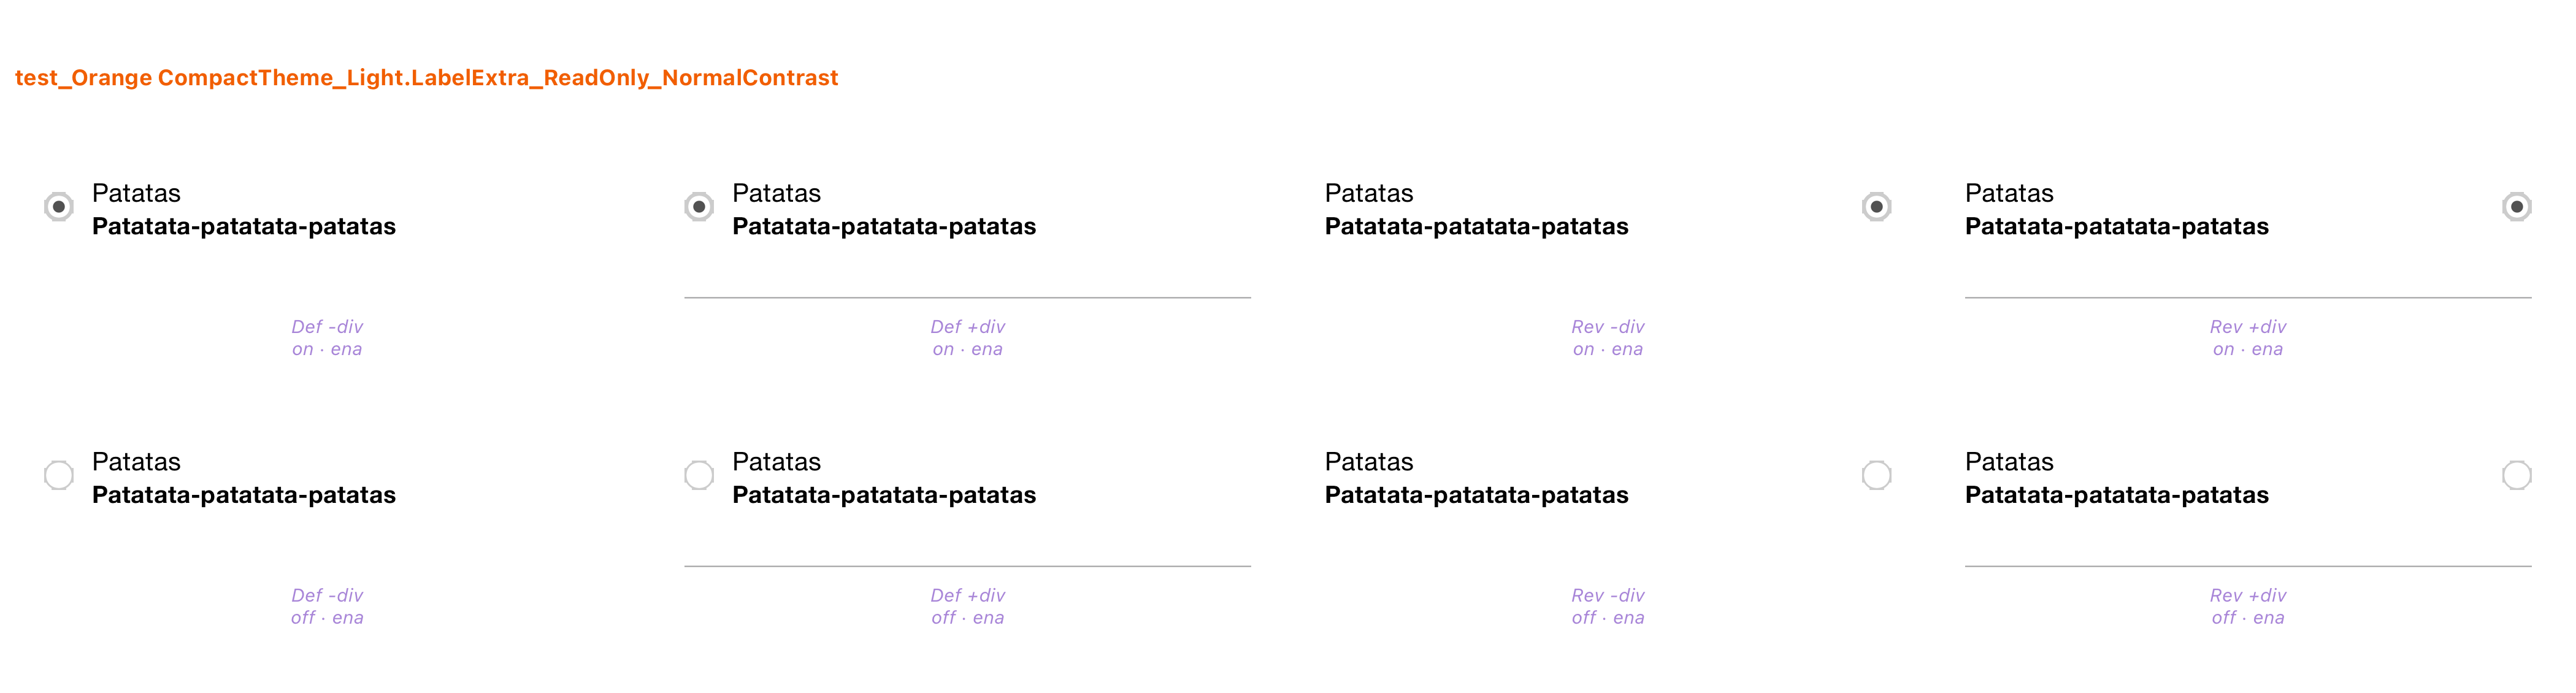 test_Orange CompactTheme_Light.LabelExtra_ReadOnly_NormalContrast
Patatas
Patatata-patatata-patatas
Def -div
on · ena
Patatas
Patatata-patatata-patatas
Def +div
on · ena
Patatas
Patatata-patatata-patatas
Rev -div
on · ena
Patatas
Patatata-patatata-patatas
Rev +div
on · ena
Patatas
Patatata-patatata-patatas
Def -div
off · ena
Patatas
Patatata-patatata-patatas
Def +div
off · ena
Patatas
Patatata-patatata-patatas
Rev -div
off · ena
Patatas
Patatata-patatata-patatas
Rev +div
off · ena